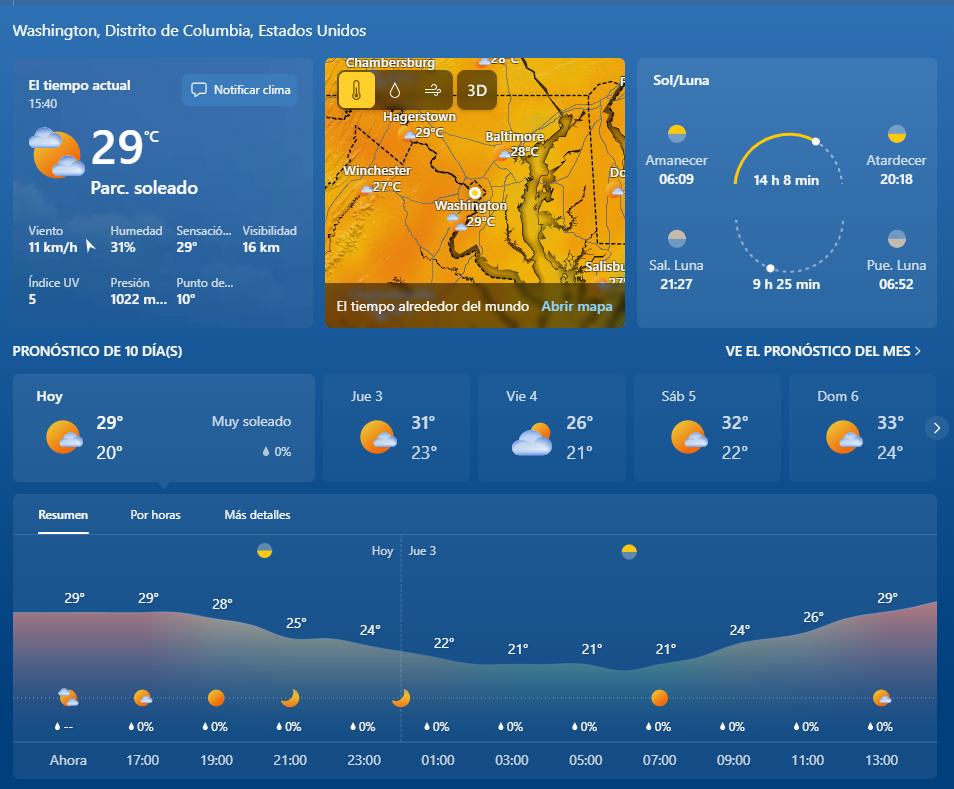 Washington, Distrito de Columbia, Estados Unidos
El tiempo actual
15:40
Notificar clima
29°C
Parc. soleado
Viento
11 km/h
Humedad
31%
Sensació...
29°
Visibilidad
16 km
Índice UV
5
Presión
1022 m...
Punto de...
10°
Chambersburg
28°C
3D
Hagerstown
29°C
Baltimore
28°C
Winchester
27°C
Do
Washington
29°C
Salisbu
27°
El tiempo alrededor del mundo
Abrir mapa
Sol/Luna
Amanecer
06:09
14 h 8 min
Atardecer
20:18
Sal. Luna
21:27
9 h 25 min
Pue. Luna
06:52
PRONÓSTICO DE 10 DÍA(S)
VE EL PRONÓSTICO DEL MES
Hoy
29°
20°
Muy soleado
0%
Jue 3
31°
23°
Vie 4
26°
21°
Sáb 5
32°
22°
Dom 6
33°
24°
Resumen
Por horas
Más detalles
Hoy
Jue 3
29° 29° 28° 25° 24° 22° 21° 21° 21° 24° 26° 29°
-- 0% 0% 0% 0% 0% 0% 0% 0% 0% 0% 0%
Ahora 17:00 19:00 21:00 23:00 01:00 03:00 05:00 07:00 09:00 11:00 13:00